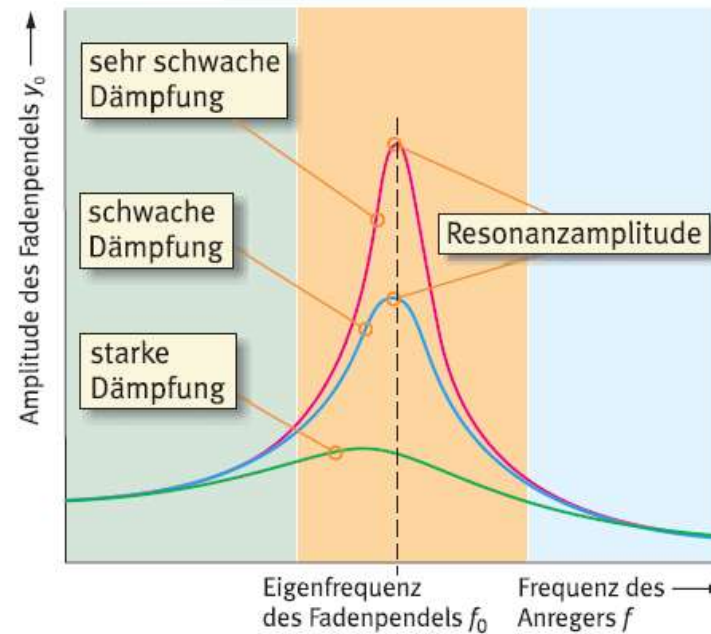 Amplitude des Fadenpendels y₀ →
sehr schwache
Dämpfung
schwache
Dämpfung
Resonanzamplitude
starke
Dämpfung
Eigenfrequenz
des Fadenpendels f₀
Frequenz des →
Anregers f